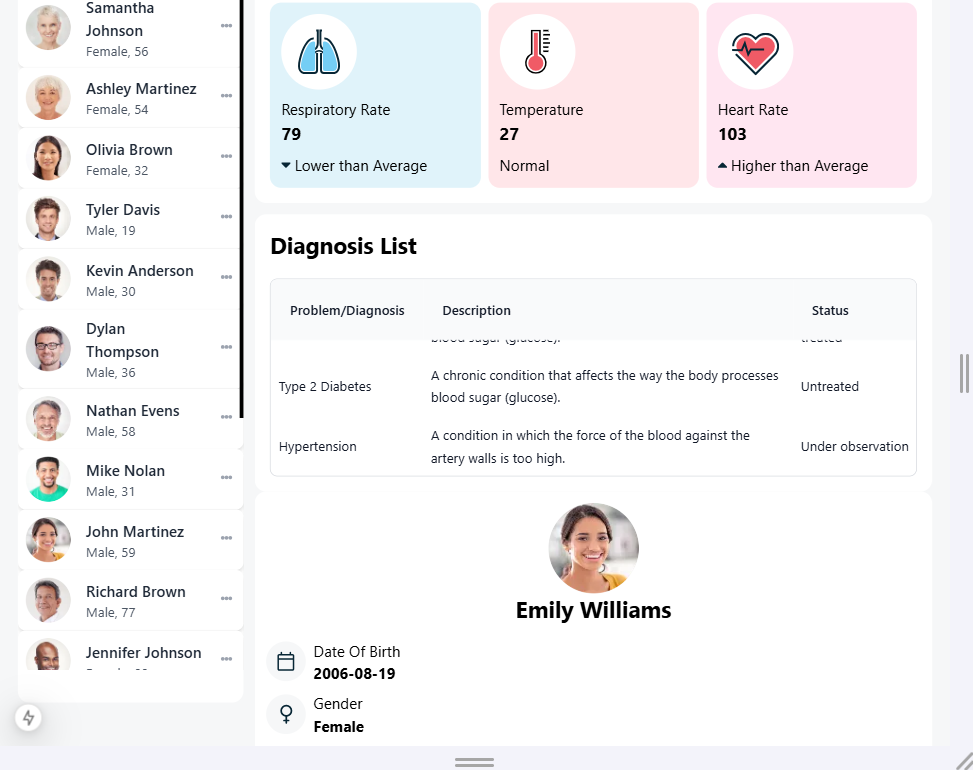 Samantha
Johnson
Female, 56
Ashley Martinez
Female, 54
Olivia Brown
Female, 32
Tyler Davis
Male, 19
Kevin Anderson
Male, 30
Dylan
Thompson
Male, 36
Nathan Evens
Male, 58
Mike Nolan
Male, 31
John Martinez
Male, 59
Richard Brown
Male, 77
Jennifer Johnson
Respiratory Rate
79
Lower than Average
Temperature
27
Normal
Heart Rate
103
Higher than Average
Diagnosis List
Problem/Diagnosis Description Status
blood sugar (glucose).
Type 2 Diabetes
A chronic condition that affects the way the body processes
blood sugar (glucose).
Untreated
Hypertension
A condition in which the force of the blood against the
artery walls is too high.
Under observation
Emily Williams
Date Of Birth
2006-08-19
Gender
Female